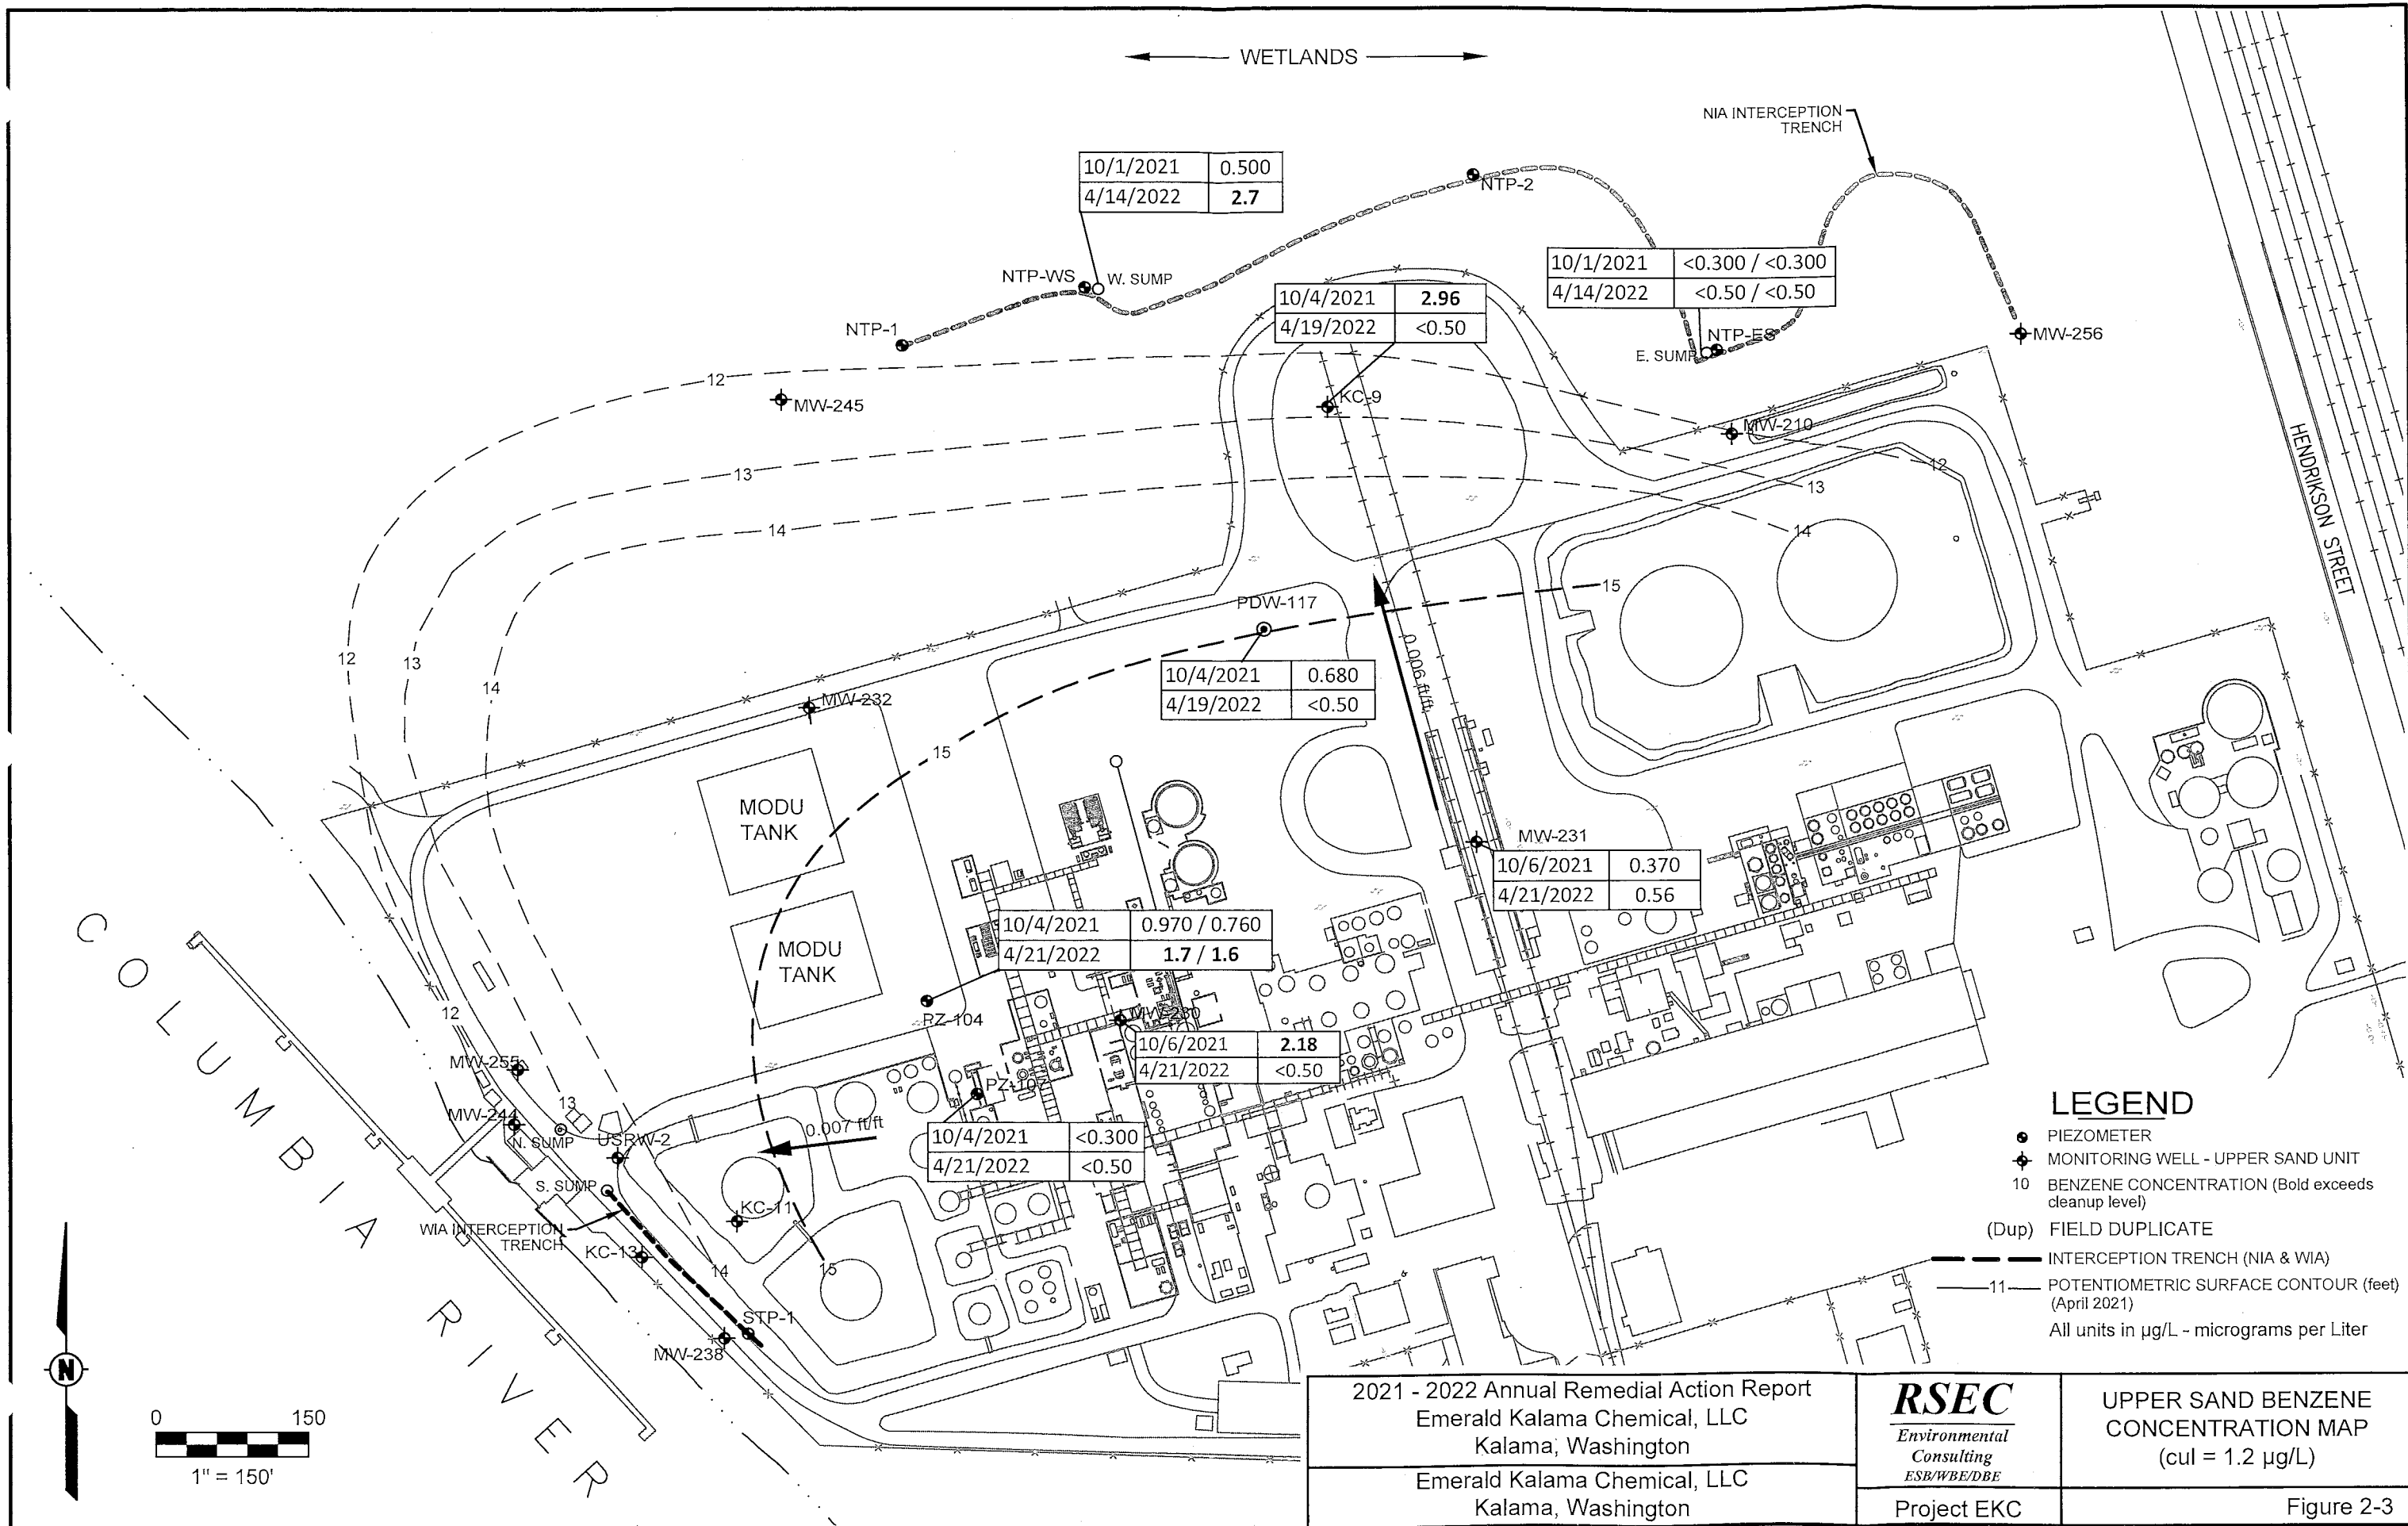 WETLANDS
NIA INTERCEPTION
TRENCH
10/1/2021 0.500
4/14/2022 2.7
NTP-2
NTP-WS
W. SUMP
10/1/2021 <0.300 / <0.300
4/14/2022 <0.50 / <0.50
10/4/2021 2.96
4/19/2022 <0.50
NTP-1
NTP-ES
E. SUMP
MW-256
12
MW-245
KC-9
MW-210
12
13
13
14
14
HENDRIKSON STREET
15
PDW-117
12
13
14
10/4/2021 0.680
4/19/2022 <0.50
0.006 ft/ft
MW-232
15
MODU
TANK
MW-231
10/6/2021 0.370
4/21/2022 0.56
MODU
TANK
10/4/2021 0.970 / 0.760
4/21/2022 1.7 / 1.6
PZ-104
MW-230
12
10/6/2021 2.18
4/21/2022 <0.50
MW-255
PZ-107
MW-244
13
N. SUMP
USRW-2
0.007 ft/ft
10/4/2021 <0.300
4/21/2022 <0.50
S. SUMP
KC-11
WIA INTERCEPTION
TRENCH
KC-13
14
15
STP-1
MW-238
COLUMBIA RIVER
N
0 150
1" = 150'
LEGEND
PIEZOMETER
MONITORING WELL - UPPER SAND UNIT
10 BENZENE CONCENTRATION (Bold exceeds
cleanup level)
(Dup) FIELD DUPLICATE
INTERCEPTION TRENCH (NIA & WIA)
11 POTENTIOMETRIC SURFACE CONTOUR (feet)
(April 2021)
All units in µg/L - micrograms per Liter
2021 - 2022 Annual Remedial Action Report
Emerald Kalama Chemical, LLC
Kalama, Washington
Emerald Kalama Chemical, LLC
Kalama, Washington
RSEC
Environmental
Consulting
ESB/WBE/DBE
Project EKC
UPPER SAND BENZENE
CONCENTRATION MAP
(cul = 1.2 µg/L)
Figure 2-3